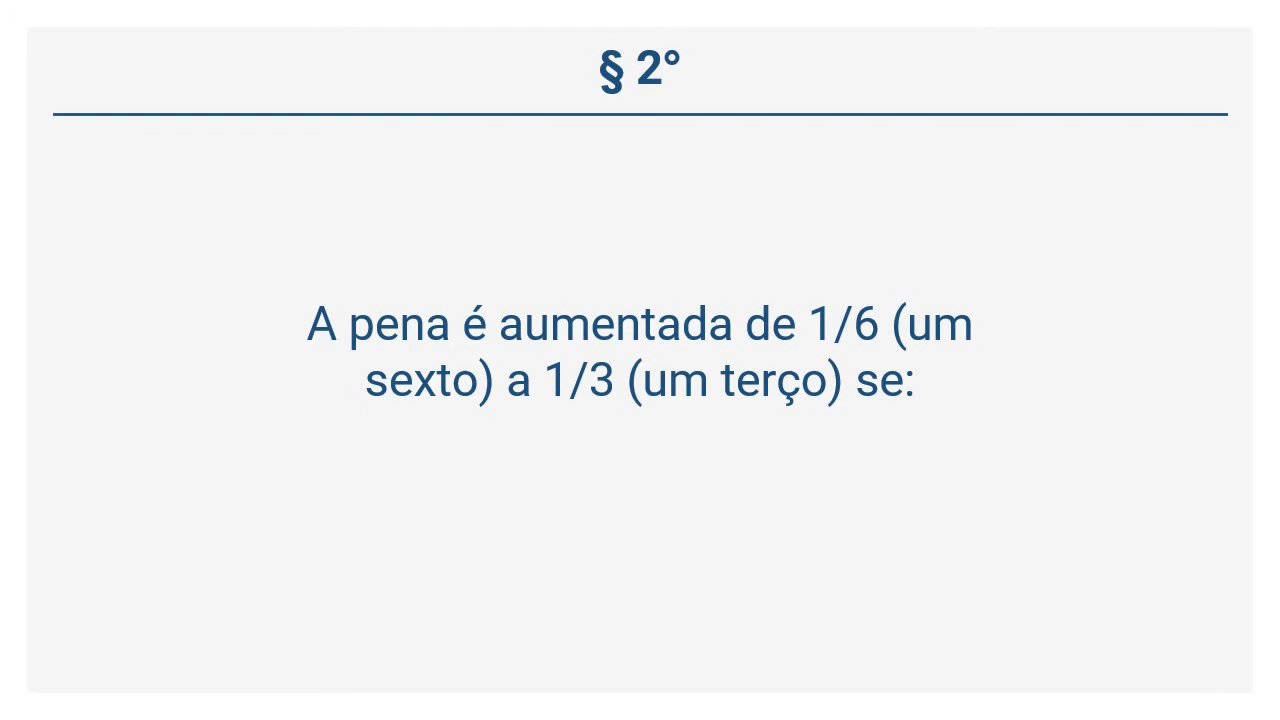 § 2°
A pena é aumentada de 1/6 (um
sexto) a 1/3 (um terço) se: